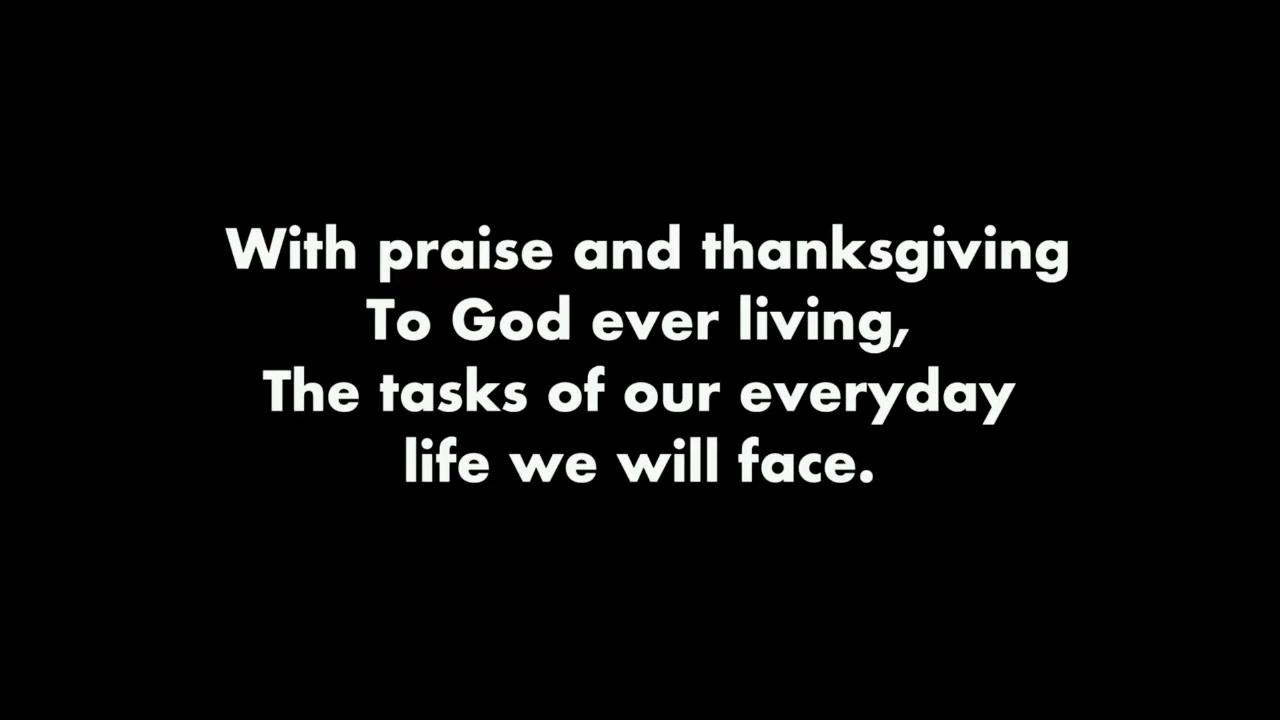 With praise and thanksgiving
To God ever living,
The tasks of our everyday
life we will face.